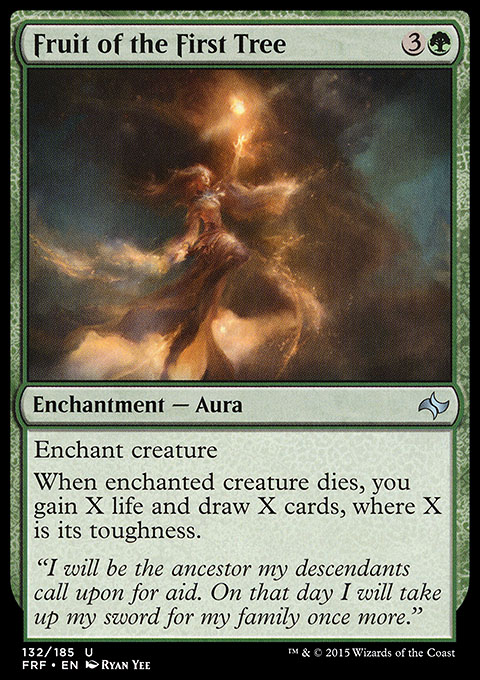 Fruit of the First Tree 3
Enchantment — Aura
Enchant creature
When enchanted creature dies, you
gain X life and draw X cards, where X
is its toughness.
“I will be the ancestor my descendants
call upon for aid. On that day I will take
up my sword for my family once more.”
132/185 U
FRF • EN Ryan Yee
™ & © 2015 Wizards of the Coast